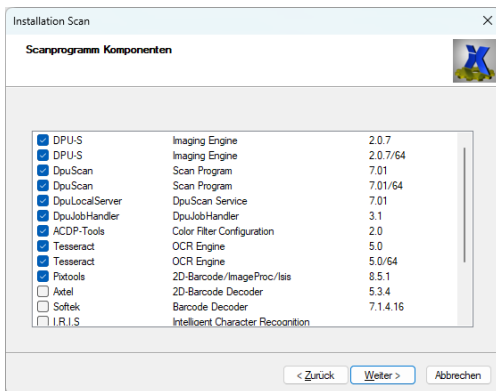 Installation Scan
Scanprogramm Komponenten
DPU-S Imaging Engine 2.0.7
DPU-S Imaging Engine 2.0.7/64
DpuScan Scan Program 7.01
DpuScan Scan Program 7.01/64
DpuLocalServer DpuScan Service 7.01
DpuJobHandler DpuJobHandler 3.1
ACDP-Tools Color Filter Configuration 2.0
Tesseract OCR Engine 5.0
Tesseract OCR Engine 5.0/64
Pixtools 2D-Barcode/ImageProc/Isis 8.5.1
Axtel 2D-Barcode Decoder 5.3.4
Softek Barcode Decoder 7.1.4.16
I.R.I.S Intelligent Character Recognition
< Zurück Weiter > Abbrechen